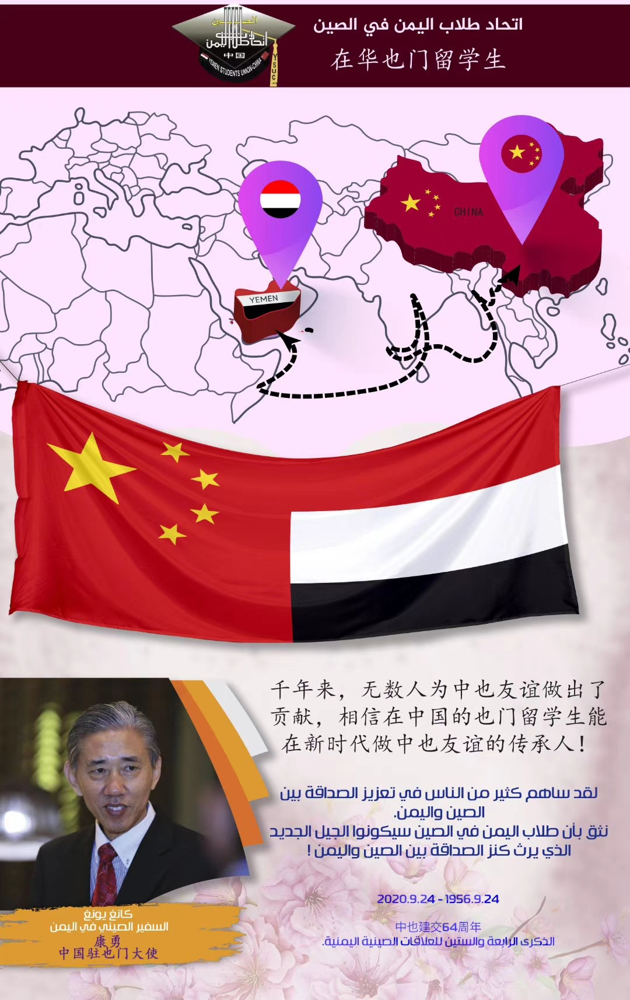 اتحاد طلاب اليمن في الصين
在华也门留学生
الصين
اتحاد طلاب اليمن
中国
YEMEN STUDENTS UNION-CHINA
YSUC
.org
CHINA
YEMEN
千年来，无数人为中也友谊做出了
贡献，相信在中国的也门留学生能
在新时代做中也友谊的传承人！
لقد ساهم كثير من الناس في تعزيز الصداقة بين
الصين واليمن.
نثق بأن طلاب اليمن في الصين سيكونوا الجيل الجديد
الذي يرث كنز الصداقة بين الصين واليمن !
2020.9.24 - 1956.9.24
中也建交64周年
الذكرى الرابعة والستين للعلاقات الصينية اليمنية.
كانغ يونغ
السفير الصيني في اليمن
康勇
中国驻也门大使